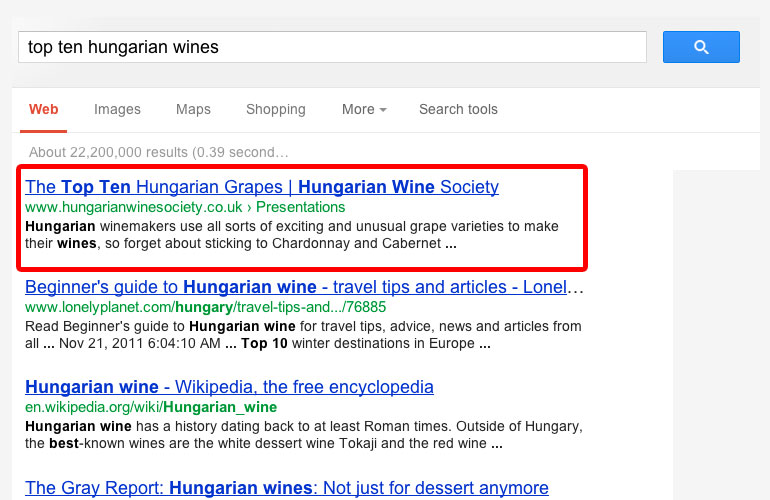 top ten hungarian wines
Web Images Maps Shopping More Search tools
About 22,200,000 results (0.39 second…
The Top Ten Hungarian Grapes | Hungarian Wine Society
www.hungarianwinesociety.co.uk › Presentations
Hungarian winemakers use all sorts of exciting and unusual grape varieties to make
their wines, so forget about sticking to Chardonnay and Cabernet ...
Beginner's guide to Hungarian wine - travel tips and articles - Lonel…
www.lonelyplanet.com/hungary/travel-tips-and.../76885
Read Beginner's guide to Hungarian wine for travel tips, advice, news and articles from
all ... Nov 21, 2011 6:04:10 AM ... Top 10 winter destinations in Europe ...
Hungarian wine - Wikipedia, the free encyclopedia
en.wikipedia.org/wiki/Hungarian_wine
Hungarian wine has a history dating back to at least Roman times. Outside of Hungary,
the best-known wines are the white dessert wine Tokaji and the red wine ...
The Gray Report: Hungarian wines: Not just for dessert anymore